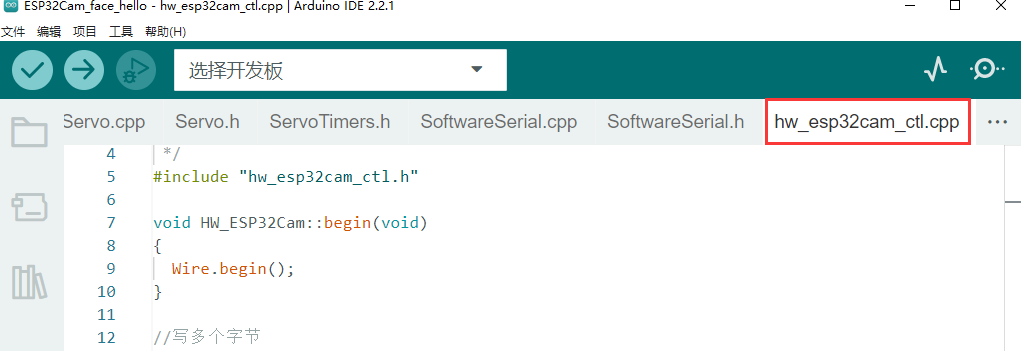 ESP32Cam_face_hello - hw_esp32cam_ctl.cpp | Arduino IDE 2.2.1
文件 编辑 项目 工具 帮助(H)
选择开发板
Servo.cpp Servo.h ServoTimers.h SoftwareSerial.cpp SoftwareSerial.h hw_esp32cam_ctl.cpp ...
4 */
5 #include "hw_esp32cam_ctl.h"
6
7 void HW_ESP32Cam::begin(void)
8 {
9 Wire.begin();
10 }
11
12 //写多个字节